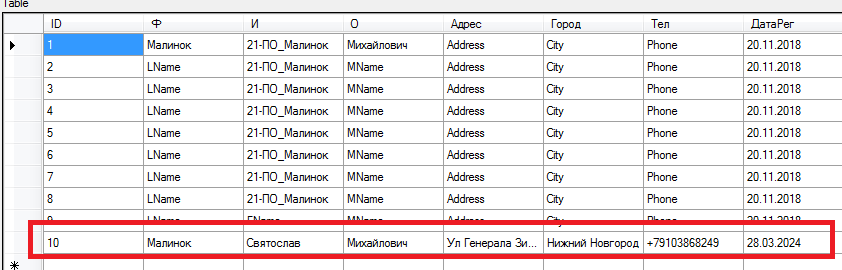 Table
ID Ф И О Адрес Город Тел ДатаРег
1 Малинок 21-ПО_Малинок Михайлович Address City Phone 20.11.2018
2 LName 21-ПО_Малинок MName Address City Phone 20.11.2018
3 LName 21-ПО_Малинок MName Address City Phone 20.11.2018
4 LName 21-ПО_Малинок MName Address City Phone 20.11.2018
5 LName 21-ПО_Малинок MName Address City Phone 20.11.2018
6 LName 21-ПО_Малинок MName Address City Phone 20.11.2018
7 LName 21-ПО_Малинок MName Address City Phone 20.11.2018
8 LName 21-ПО_Малинок MName Address City Phone 20.11.2018
9 LName FName MName Address City Phone 20.11.2018
10 Малинок Святослав Михайлович Ул Генерала Зи... Нижний Новгород +79103868249 28.03.2024